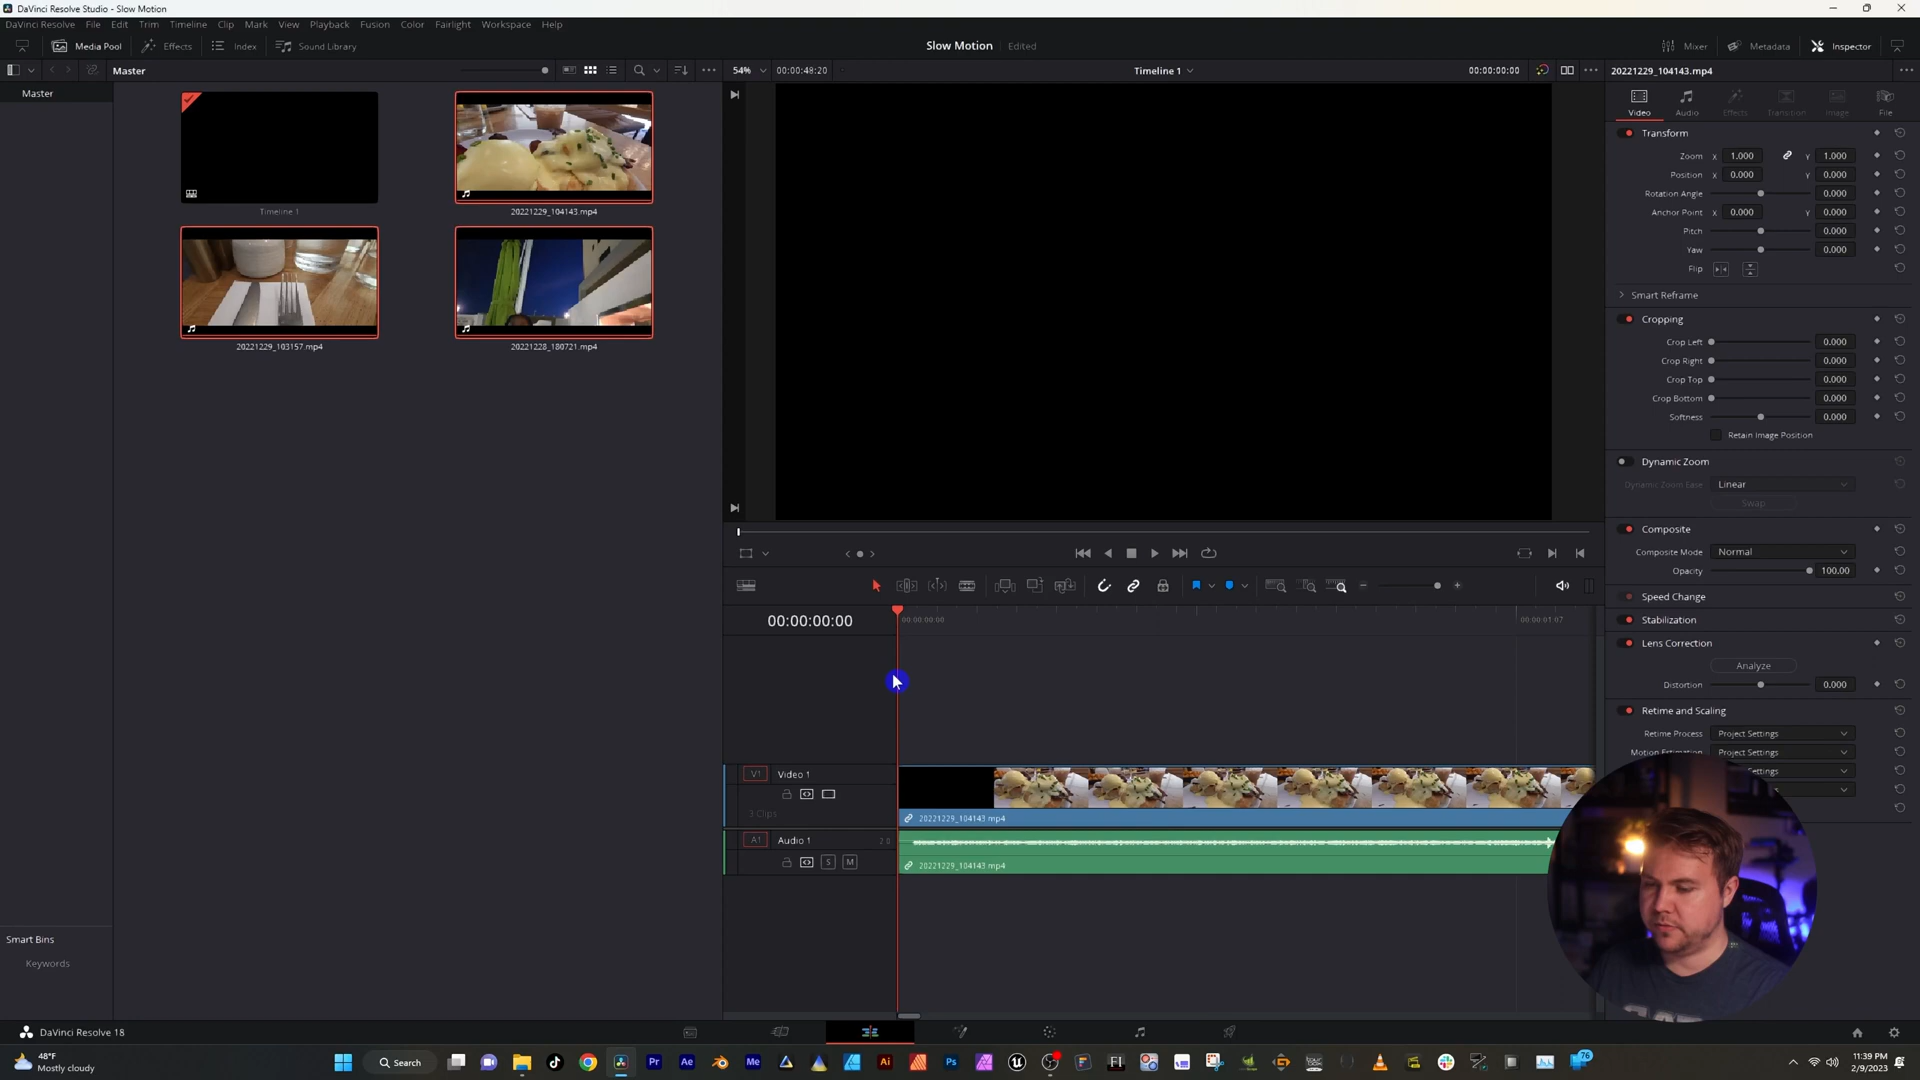 DaVinci Resolve Studio - Slow Motion
DaVinci Resolve File Edit Trim Timeline Clip Mark View Playback Fusion Color Fairlight Workspace Help
Media Pool Effects Index Sound Library
Slow Motion Edited
Mixer Metadata Inspector
Master
54% 00:00:48:20 Timeline 1 00:00:00:00
20221229_104143.mp4
Master
Timeline 1
20221229_104143.mp4
20221229_103157.mp4
20221228_180721.mp4
Video Audio Effects Transition Image File
Transform
Zoom X 1.000 Y 1.000
Position X 0.000 Y 0.000
Rotation Angle 0.000
Anchor Point X 0.000 Y 0.000
Pitch 0.000
Yaw 0.000
Flip
Smart Reframe
Cropping
Crop Left 0.000
Crop Right 0.000
Crop Top 0.000
Crop Bottom 0.000
Softness 0.000
Retain Image Position
Dynamic Zoom
Dynamic Zoom Ease Linear
Swap
Composite
Composite Mode Normal
Opacity 100.00
Speed Change
Stabilization
Lens Correction
Analyze
Distortion 0.000
Retime and Scaling
Retime Process Project Settings
Motion Estimation Project Settings
00:00:00:00
00:00:00:00
00:00:01:07
V1 Video 1
3 Clips
20221229_104143.mp4
A1 Audio 1 2.0
S M
20221229_104143.mp4
Smart Bins
Keywords
DaVinci Resolve 18
48°F
Mostly cloudy
Search
Pr Ae Me Ai Ps
76
11:39 PM
2/9/2023